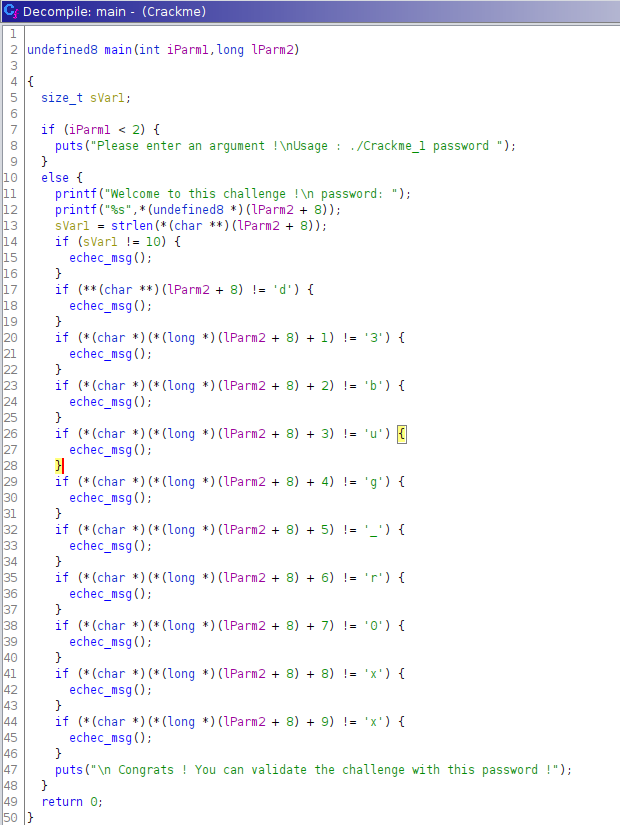 Decompile: main - (Crackme)
1
2 undefined8 main(int iParm1,long lParm2)
3
4 {
5 size_t sVar1;
6
7 if (iParm1 < 2) {
8 puts("Please enter an argument !\nUsage : ./Crackme_1 password ");
9 }
10 else {
11 printf("Welcome to this challenge !\n password: ");
12 printf("%s",*(undefined8 *)(lParm2 + 8));
13 sVar1 = strlen(*(char **)(lParm2 + 8));
14 if (sVar1 != 10) {
15 echec_msg();
16 }
17 if (**(char **)(lParm2 + 8) != 'd') {
18 echec_msg();
19 }
20 if (*(char *)(*(long *)(lParm2 + 8) + 1) != '3') {
21 echec_msg();
22 }
23 if (*(char *)(*(long *)(lParm2 + 8) + 2) != 'b') {
24 echec_msg();
25 }
26 if (*(char *)(*(long *)(lParm2 + 8) + 3) != 'u') {
27 echec_msg();
28 }
29 if (*(char *)(*(long *)(lParm2 + 8) + 4) != 'g') {
30 echec_msg();
31 }
32 if (*(char *)(*(long *)(lParm2 + 8) + 5) != '_') {
33 echec_msg();
34 }
35 if (*(char *)(*(long *)(lParm2 + 8) + 6) != 'r') {
36 echec_msg();
37 }
38 if (*(char *)(*(long *)(lParm2 + 8) + 7) != '0') {
39 echec_msg();
40 }
41 if (*(char *)(*(long *)(lParm2 + 8) + 8) != 'x') {
42 echec_msg();
43 }
44 if (*(char *)(*(long *)(lParm2 + 8) + 9) != 'x') {
45 echec_msg();
46 }
47 puts("\n Congrats ! You can validate the challenge with this password !");
48 }
49 return 0;
50 }